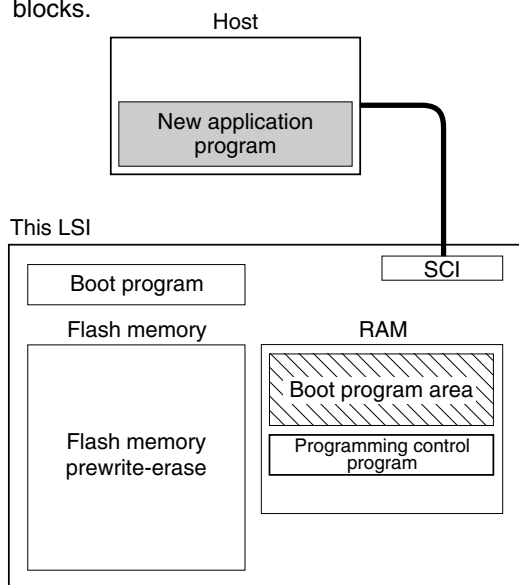 blocks.
Host
New application
program
This LSI
SCI
Boot program
Flash memory
RAM
Boot program area
Flash memory
prewrite-erase
Programming control
program